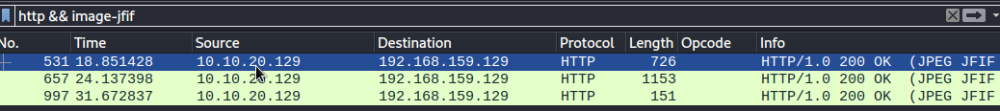 http && image-jfif
No. Time Source Destination Protocol Length Opcode Info
531 18.851428 10.10.20.129 192.168.159.129 HTTP 726 HTTP/1.0 200 OK (JPEG JFIF
657 24.137398 10.10.20.129 192.168.159.129 HTTP 1153 HTTP/1.0 200 OK (JPEG JFIF
997 31.672837 10.10.20.129 192.168.159.129 HTTP 151 HTTP/1.0 200 OK (JPEG JFIF